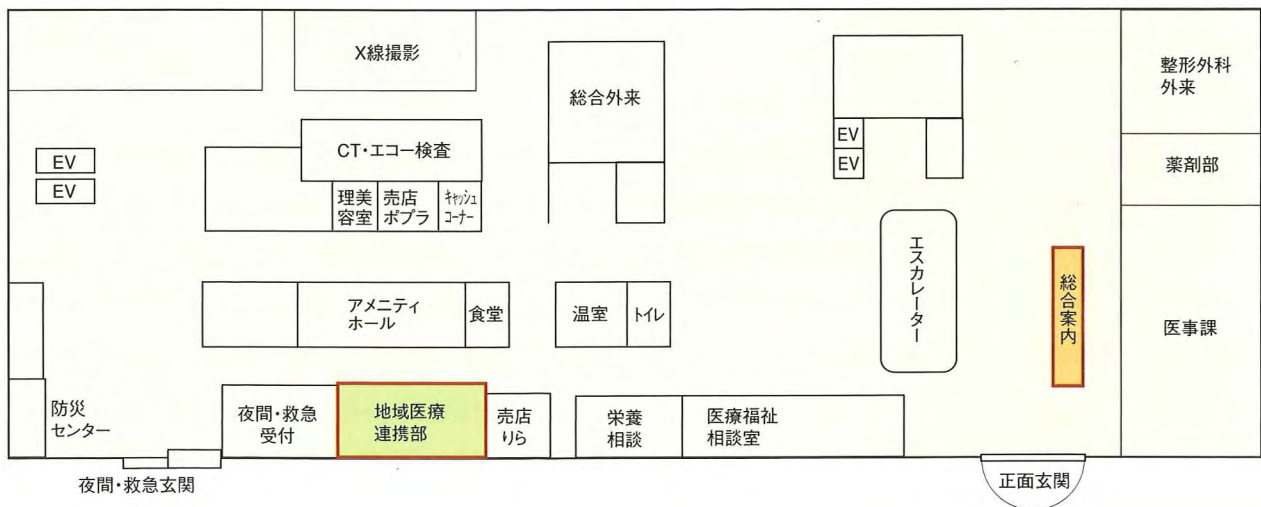 X線撮影
総合外来
整形外科
外来
CT・エコー検査
EV
EV
EV
EV
薬剤部
理美
容室
売店
ポプラ
キャッシュ
コーナー
エスカレーター
総合案内
アメニティ
ホール
食堂
温室
トイレ
医事課
防災
センター
夜間・救急
受付
地域医療
連携部
売店
りら
栄養
相談
医療福祉
相談室
夜間・救急玄関
正面玄関